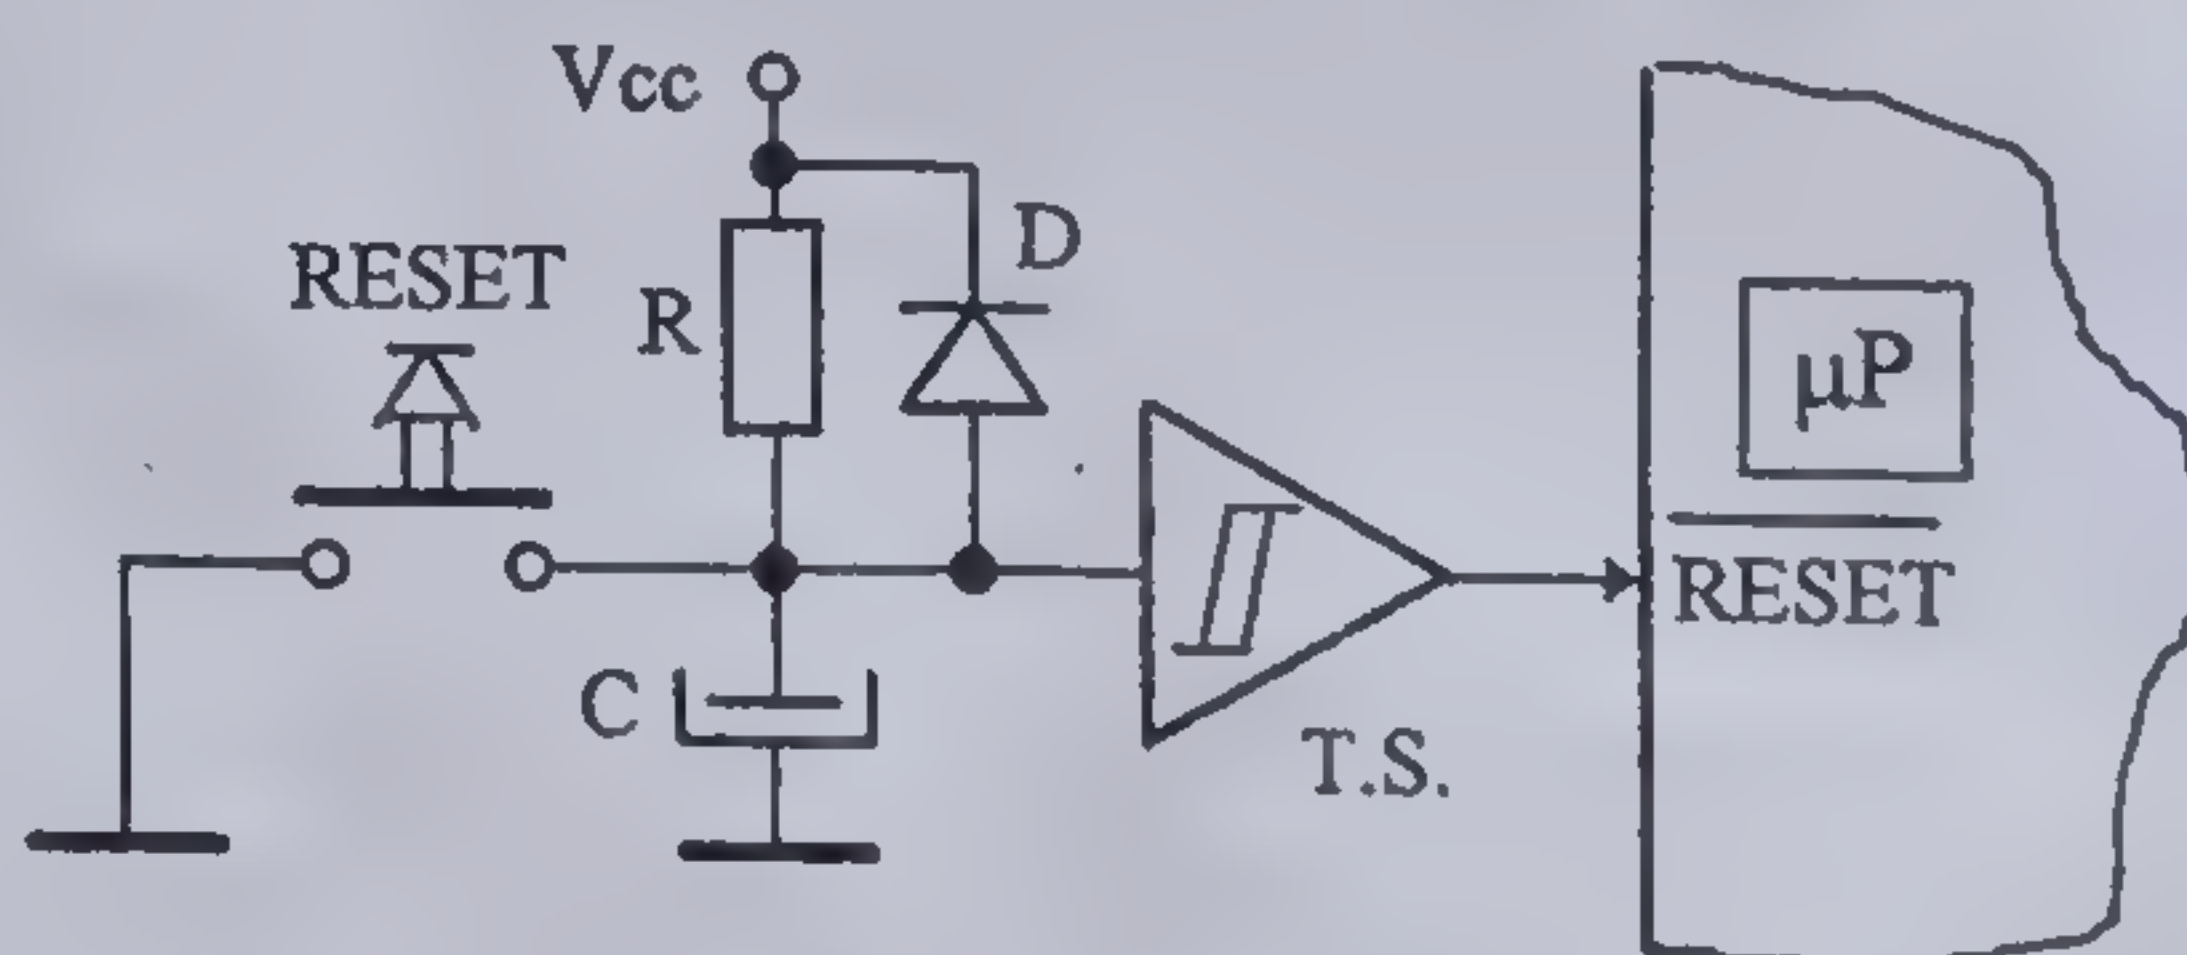 Vcc
RESET
R
D
μP
RESET
C
T.S.